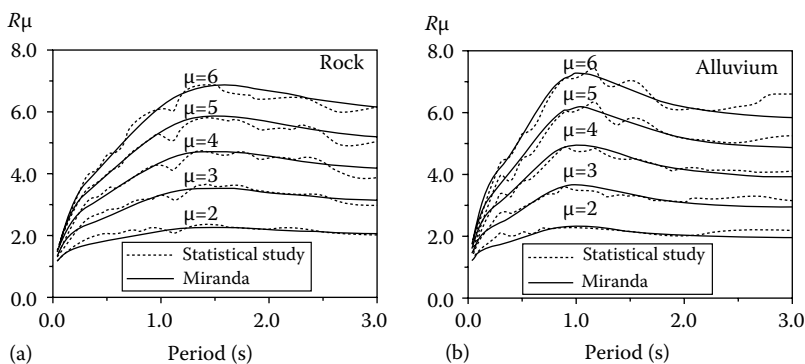 Rμ
8.0
6.0
4.0
2.0
0.0
Rock
μ=6
μ=5
μ=4
μ=3
μ=2
Statistical study
Miranda
0.0
1.0
2.0
3.0
(a)
Period (s)
Rμ
(b)
8.0
6.0
4.0
2.0
0.0
Alluvium
μ=6
μ=5
μ=4
μ=3
μ=2
Statistical study
Miranda
0.0
1.0
2.0
3.0
Period (s)